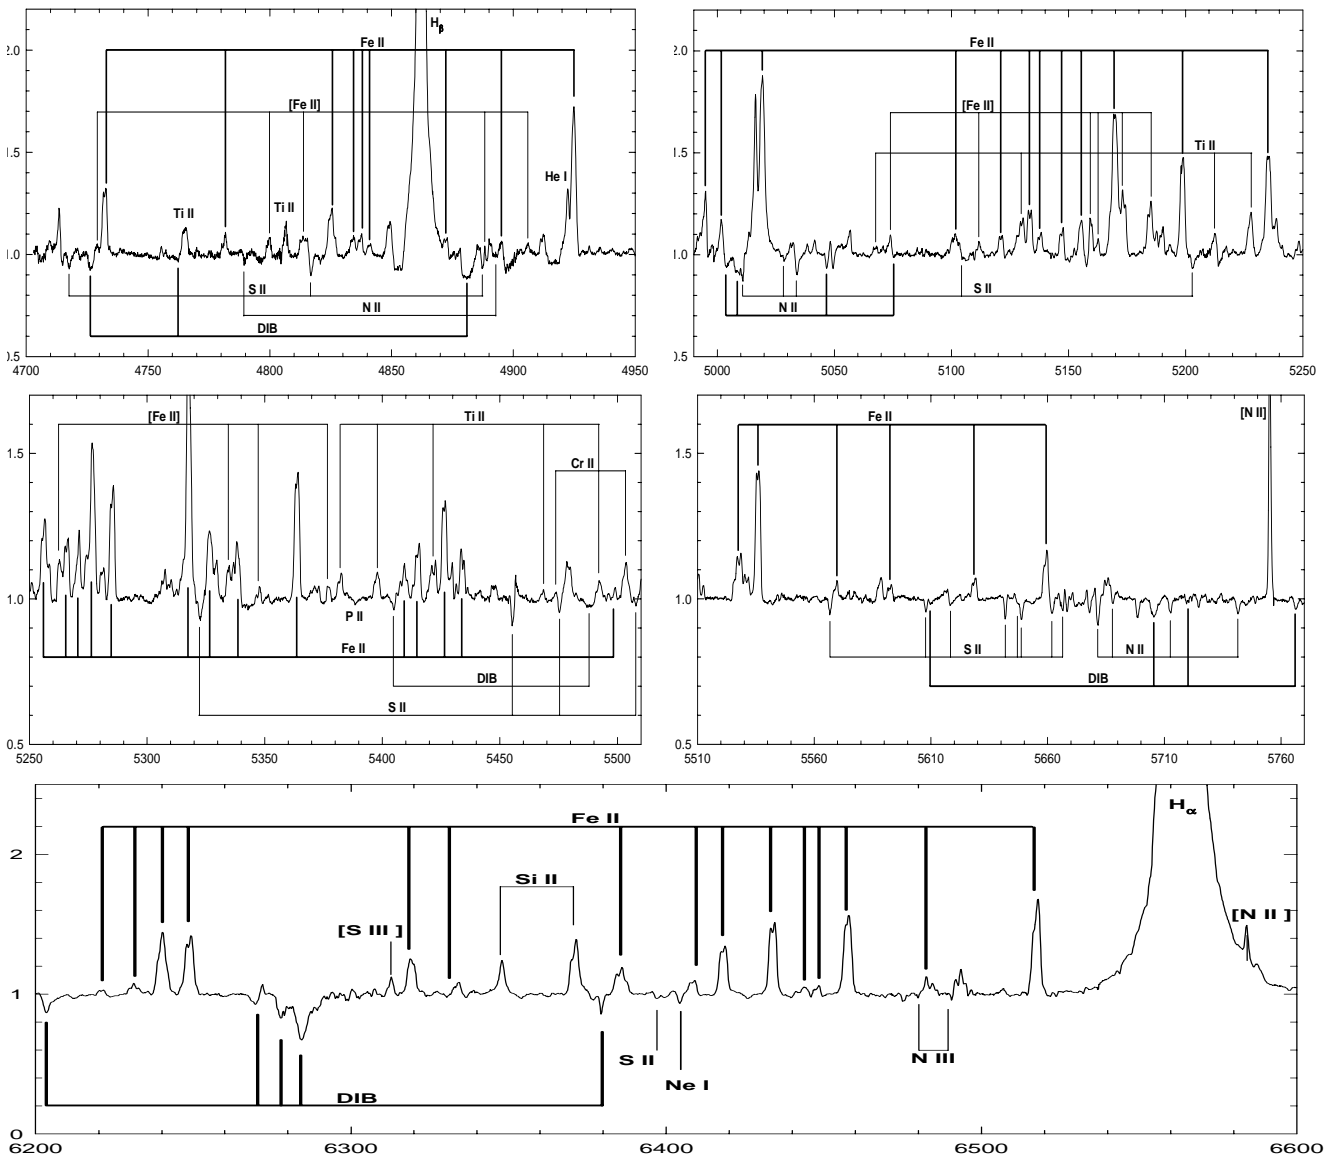 H β
2.0 Fe II
[Fe II]
1.5
Ti II Ti II He I
1.0
S II
N II
DIB
0.5
4700 4750 4800 4850 4900 4950
2.0 Fe II
[Fe II]
1.5 Ti II
1.0
S II
N II
0.5
5000 5050 5100 5150 5200 5250
[Fe II] Ti II
1.5
Cr II
1.0
P II
Fe II
DIB
S II
0.5
5250 5300 5350 5400 5450 5500
Fe II [N II]
1.5
1.0
S II N II
DIB
0.5
5510 5560 5610 5660 5710 5760
H α
Fe II
2
Si II
[S III ] [N II ]
1
S II N III
Ne I
DIB
0
6200 6300 6400 6500 6600